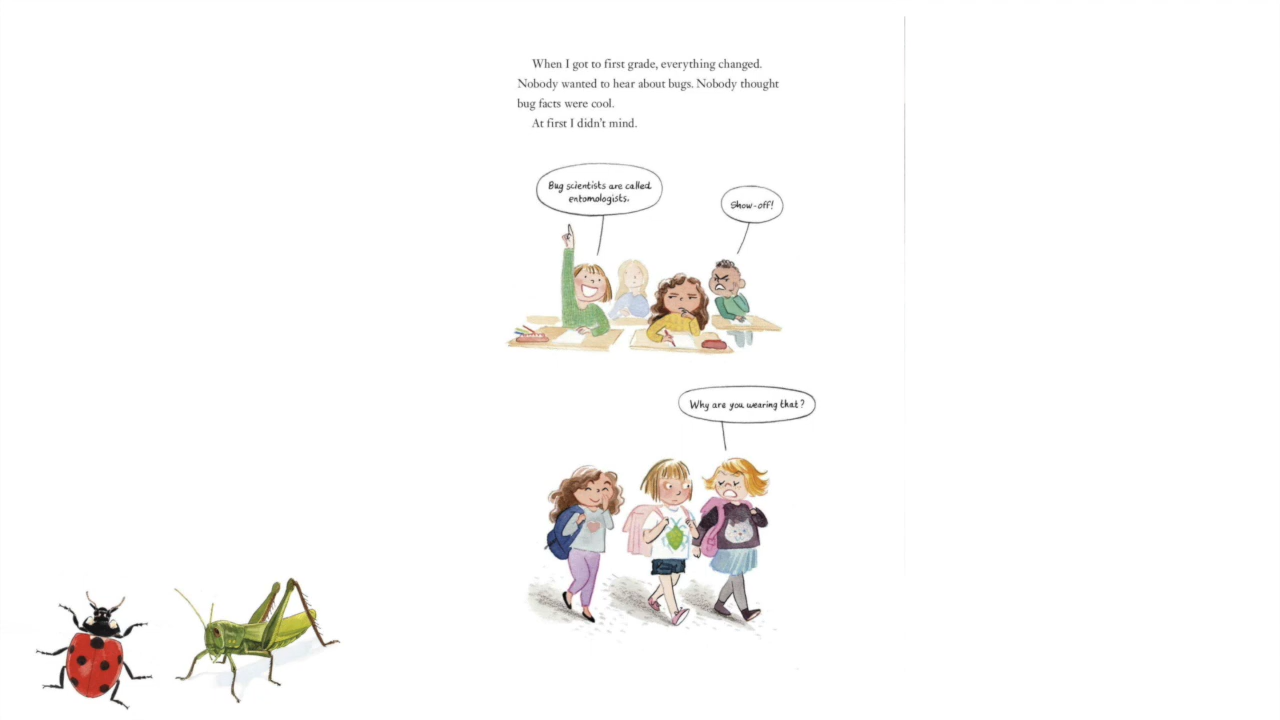 When I got to first grade, everything changed.
Nobody wanted to hear about bugs. Nobody thought
bug facts were cool.
At first I didn't mind.
Bug scientists are called
entomologists.
Show-off!
Why are you wearing that?